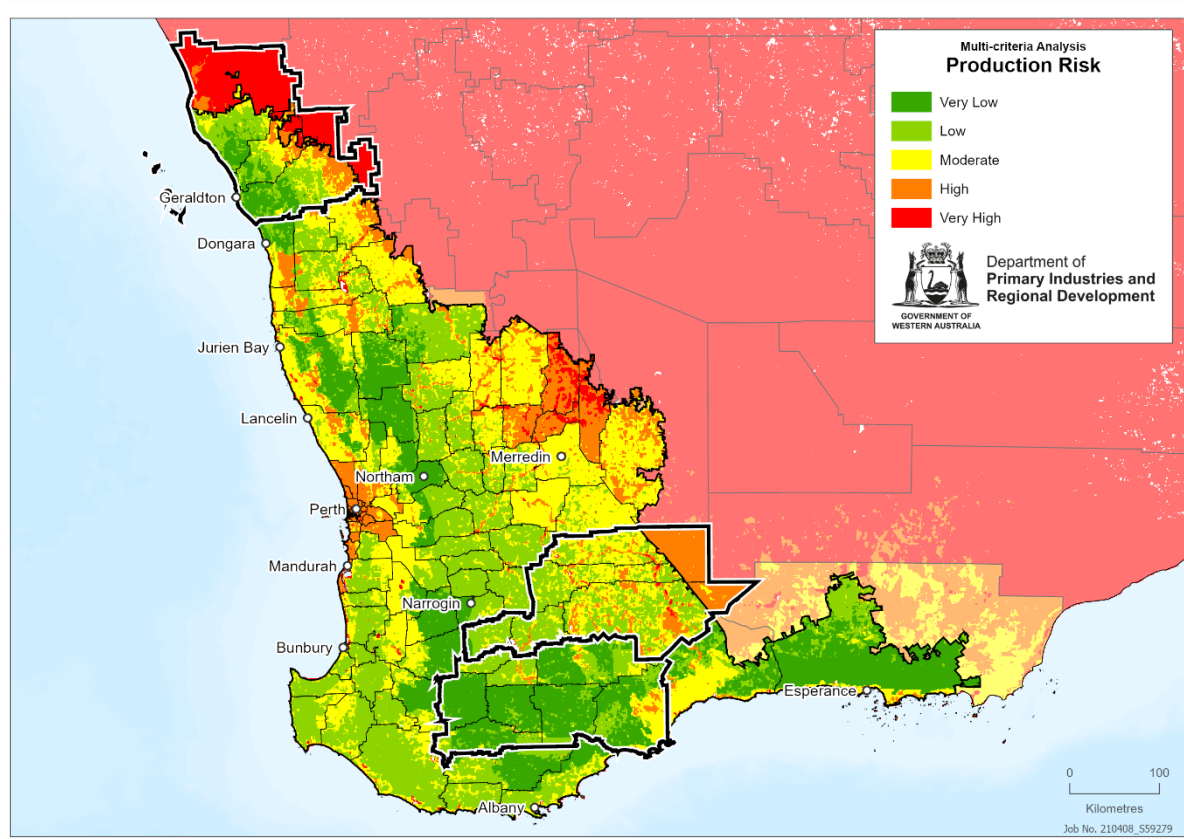 Multi-criteria Analysis
Production Risk
Very Low
Low
Moderate
High
Very High
Department of
Primary Industries and
Regional Development
GOVERNMENT OF
WESTERN AUSTRALIA
Geraldton
Dongara
Jurien Bay
Lancelin
Merredin
Northam
Perth
Mandurah
Narrogin
Bunbury
Esperance
Albany
0 100
Kilometres
Job No. 210408_S59279